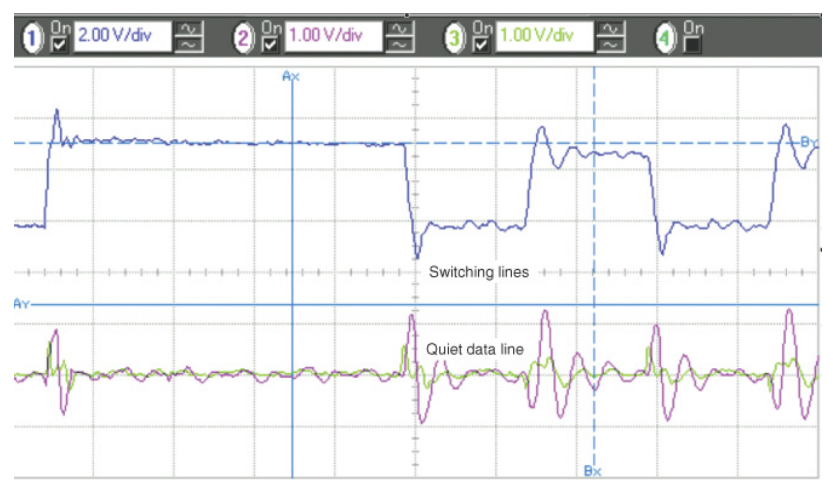 1 On 2.00 V/div 2 On 1.00 V/div 3 On 1.00 V/div 4 On
Ax
By
Switching lines
Ay
Quiet data line
Bx